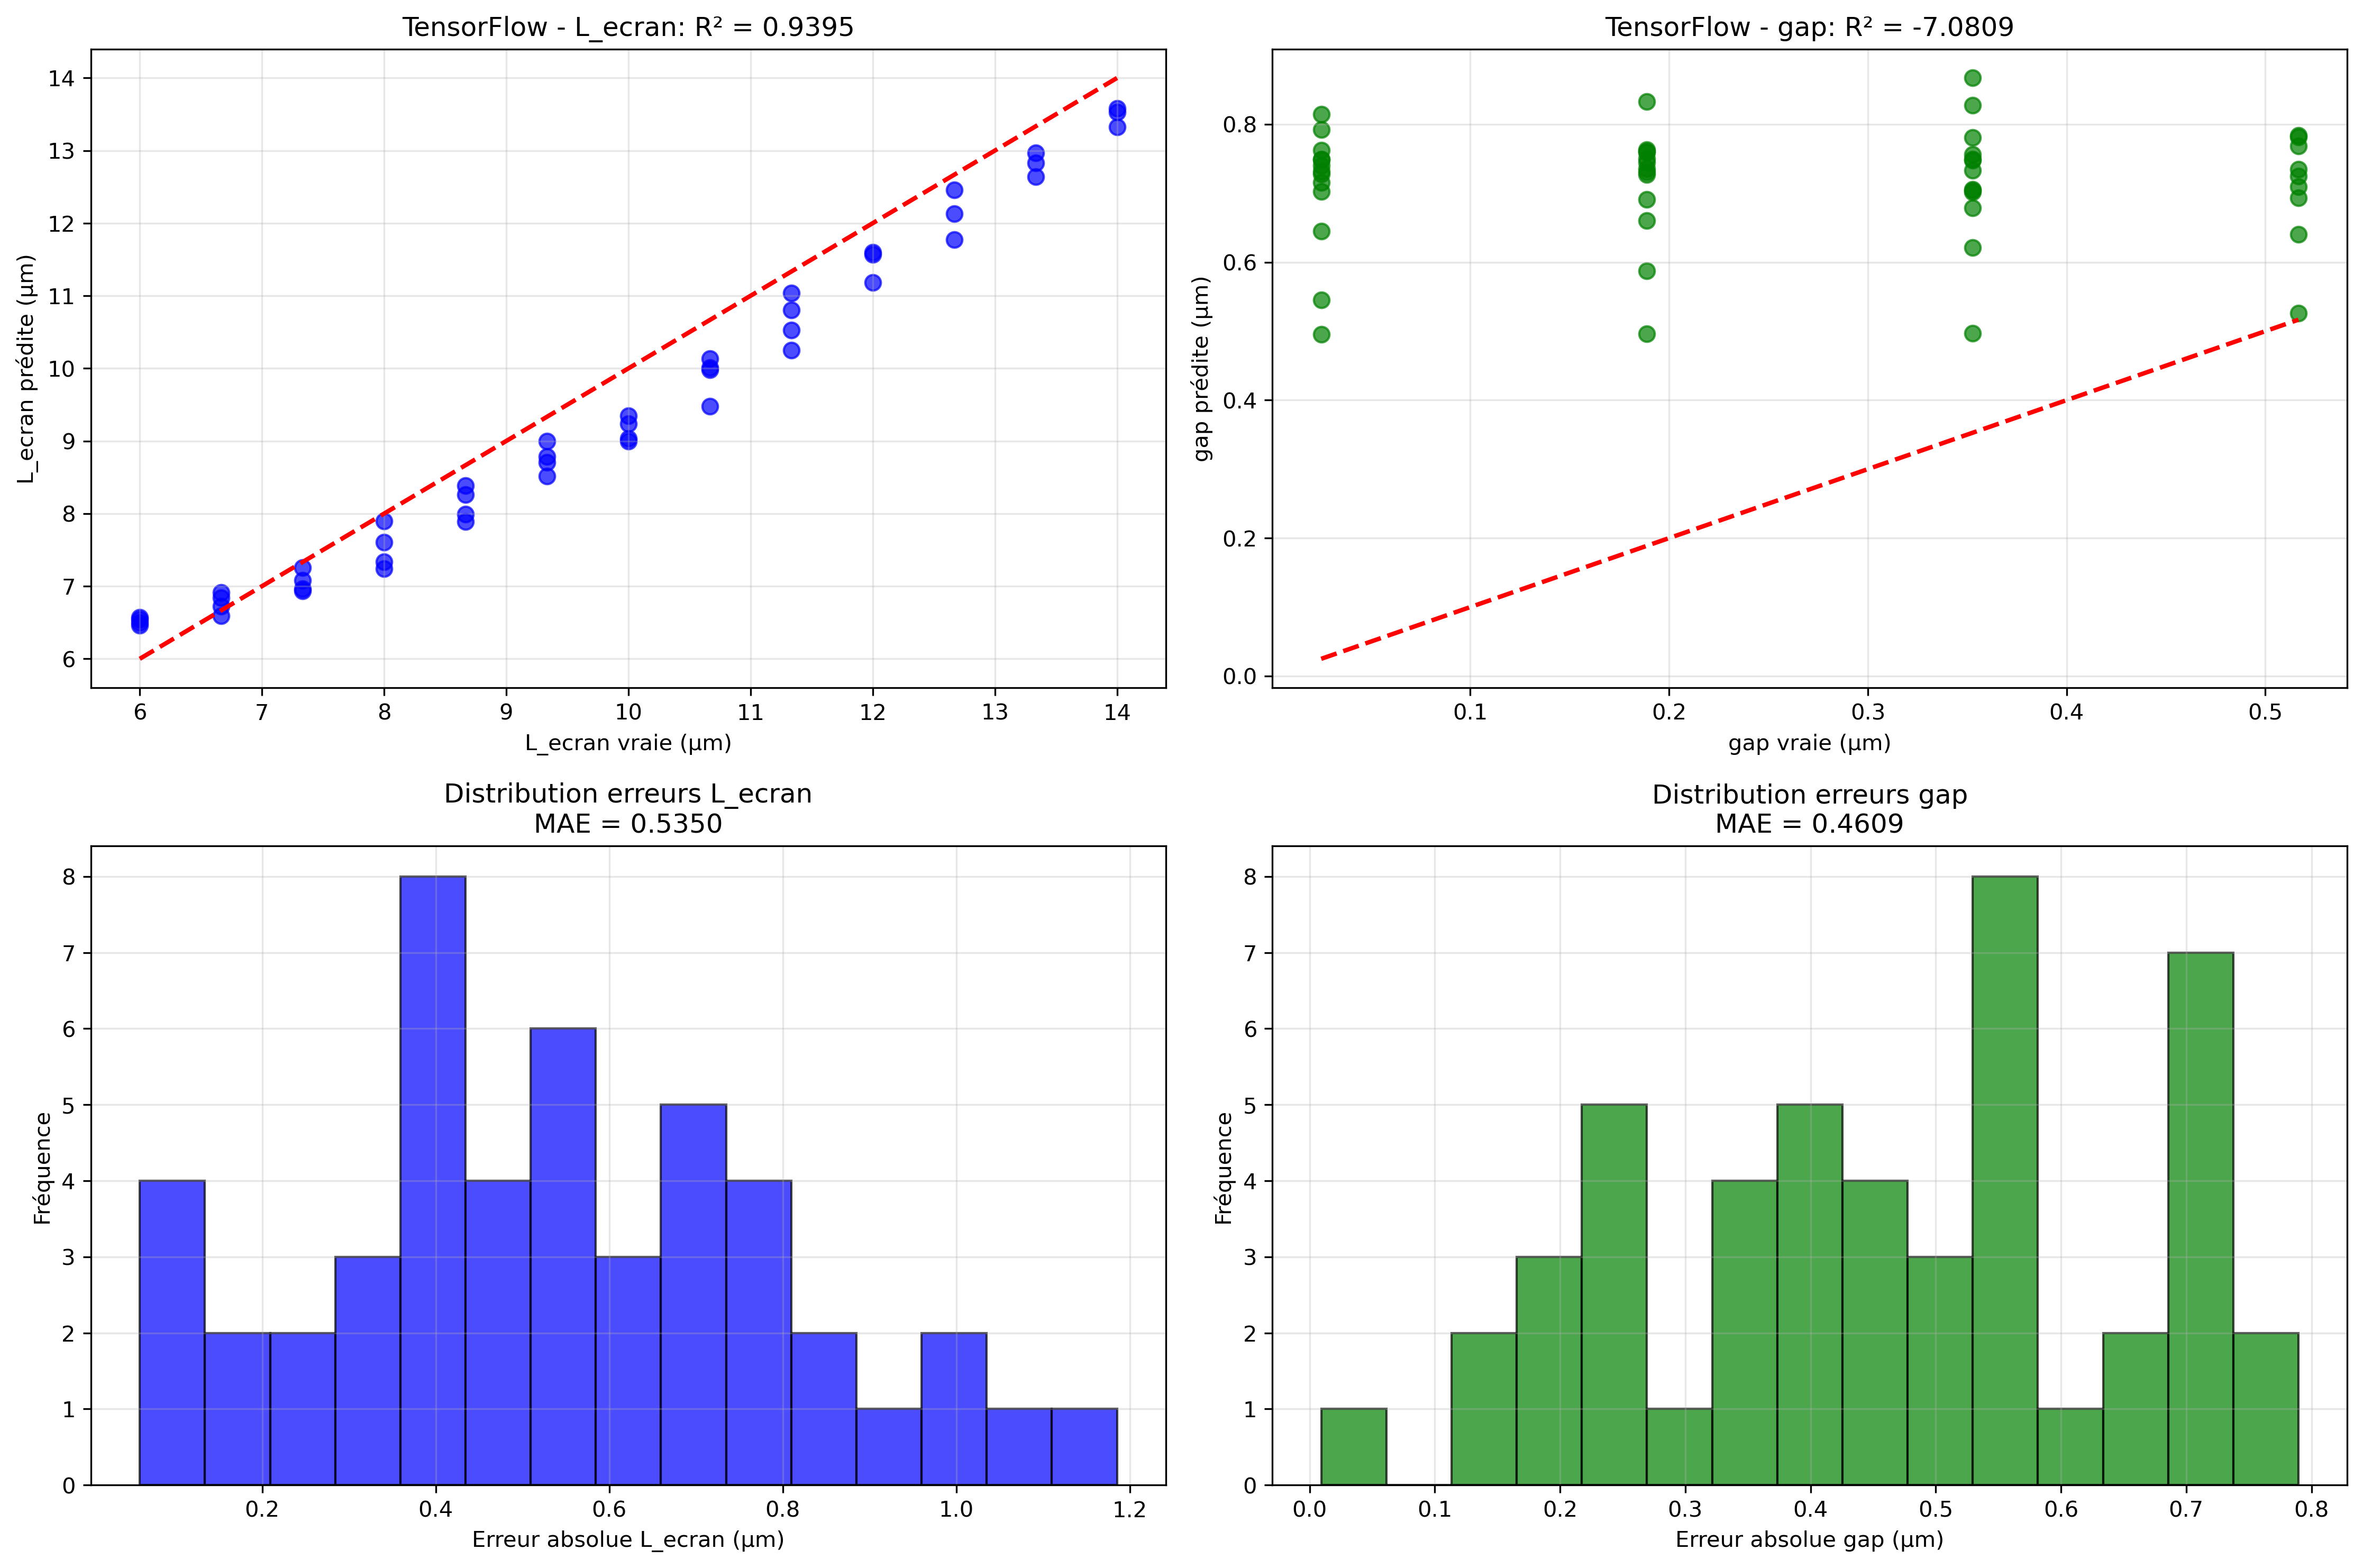 TensorFlow - L_ecran: R² = 0.9395
L_ecran prédite (µm)
14
13
12
11
10
9
8
7
6
6 7 8 9 10 11 12 13 14
L_ecran vraie (µm)
TensorFlow - gap: R² = -7.0809
gap prédite (µm)
0.8
0.6
0.4
0.2
0.0
0.1 0.2 0.3 0.4 0.5
gap vraie (µm)
Distribution erreurs L_ecran
MAE = 0.5350
Fréquence
8
7
6
5
4
3
2
1
0
0.2 0.4 0.6 0.8 1.0 1.2
Erreur absolue L_ecran (µm)
Distribution erreurs gap
MAE = 0.4609
Fréquence
8
7
6
5
4
3
2
1
0
0.0 0.1 0.2 0.3 0.4 0.5 0.6 0.7 0.8
Erreur absolue gap (µm)